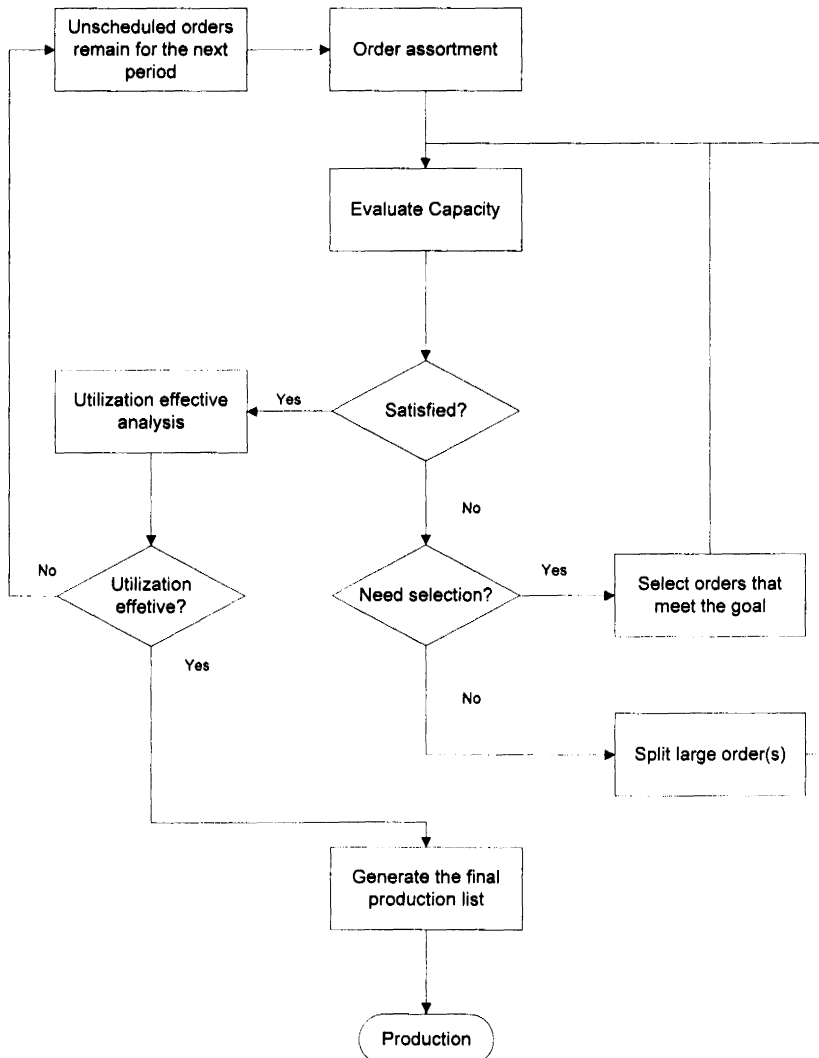 Unscheduled orders
remain for the next
period
Order assortment
Evaluate Capacity
Utilization effective
analysis
Yes
Satisfied?
No
No
Utilization
effetive?
Need selection?
Yes
Select orders that
meet the goal
Yes
No
Split large order(s)
Generate the final
production list
Production